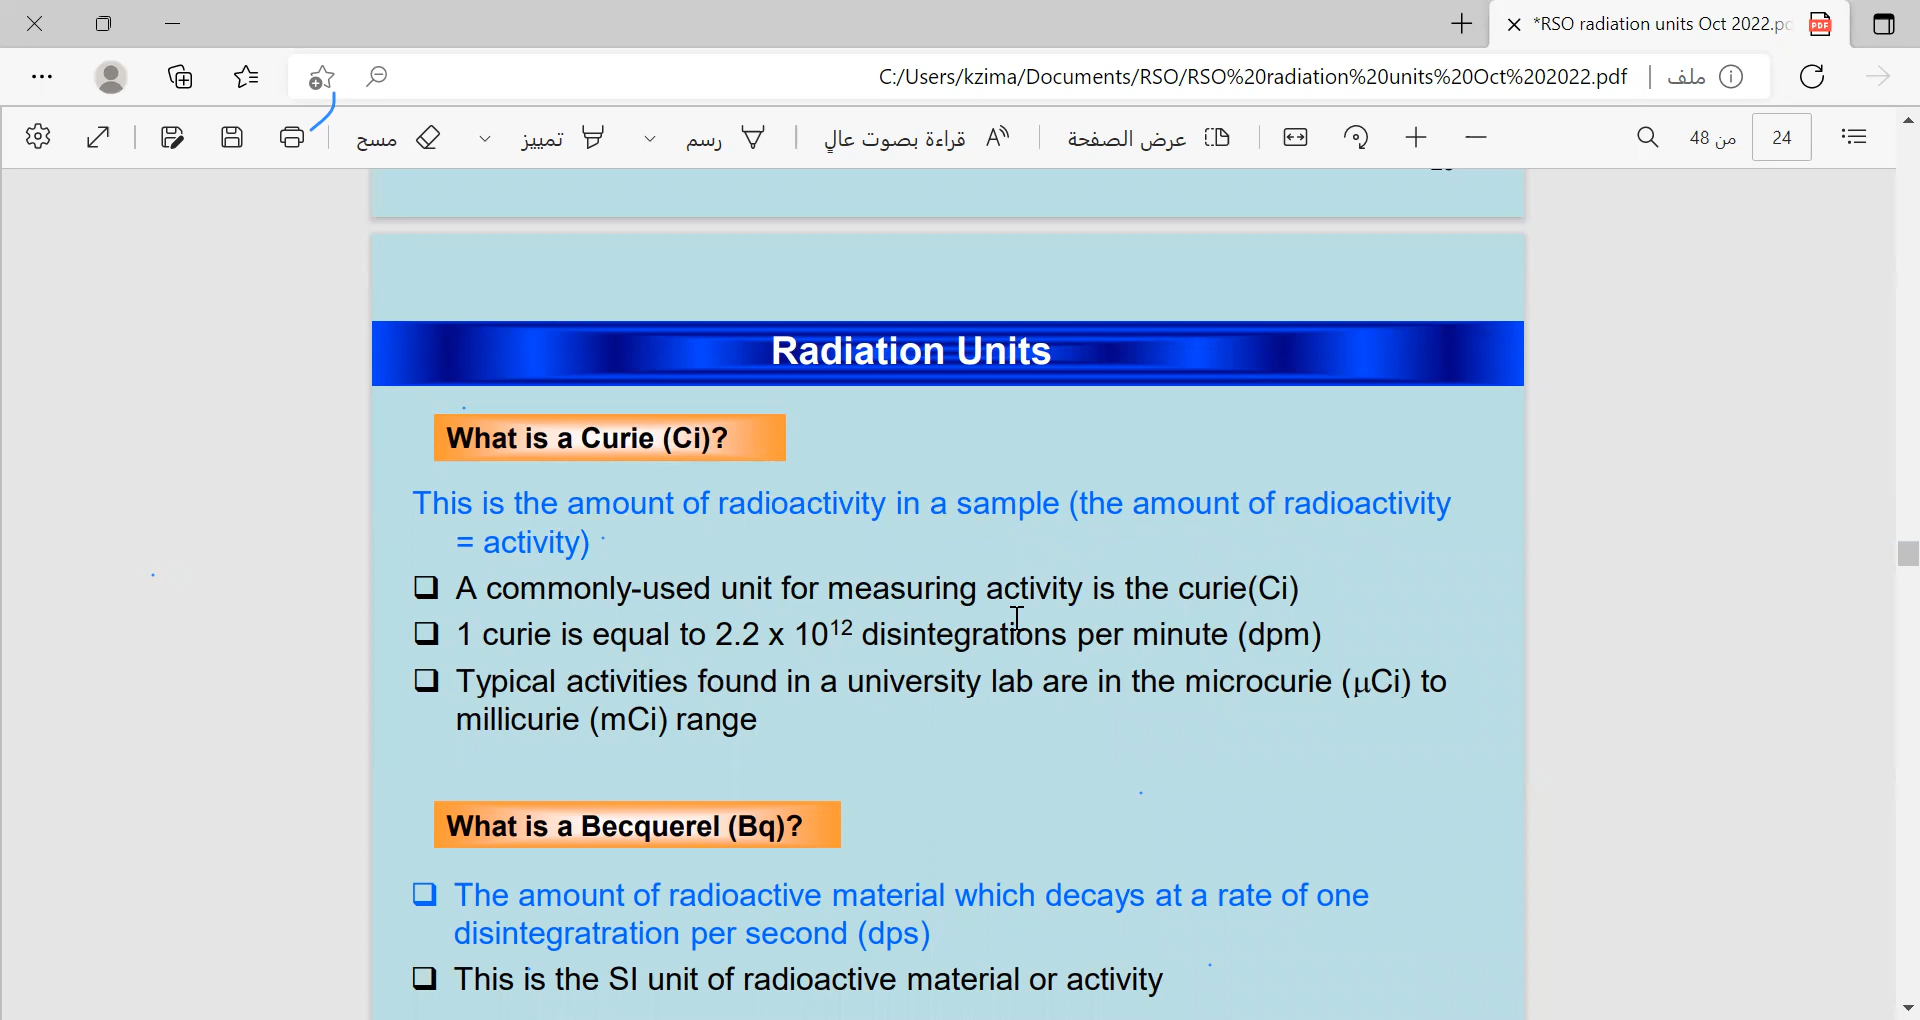 *RSO radiation units Oct 2022.pd
PDF
C:/Users/kzima/Documents/RSO/RSO%20radiation%20units%20Oct%202022.pdf
ملف
مسح
تمييز
رسم
قراءة بصوت عالٍ
عرض الصفحة
من 48
24
Radiation Units
What is a Curie (Ci)?
This is the amount of radioactivity in a sample (the amount of radioactivity
= activity)
A commonly-used unit for measuring activity is the curie(Ci)
1 curie is equal to 2.2 x 10¹² disintegrations per minute (dpm)
Typical activities found in a university lab are in the microcurie (μCi) to
millicurie (mCi) range
What is a Becquerel (Bq)?
The amount of radioactive material which decays at a rate of one
disintegratration per second (dps)
This is the SI unit of radioactive material or activity